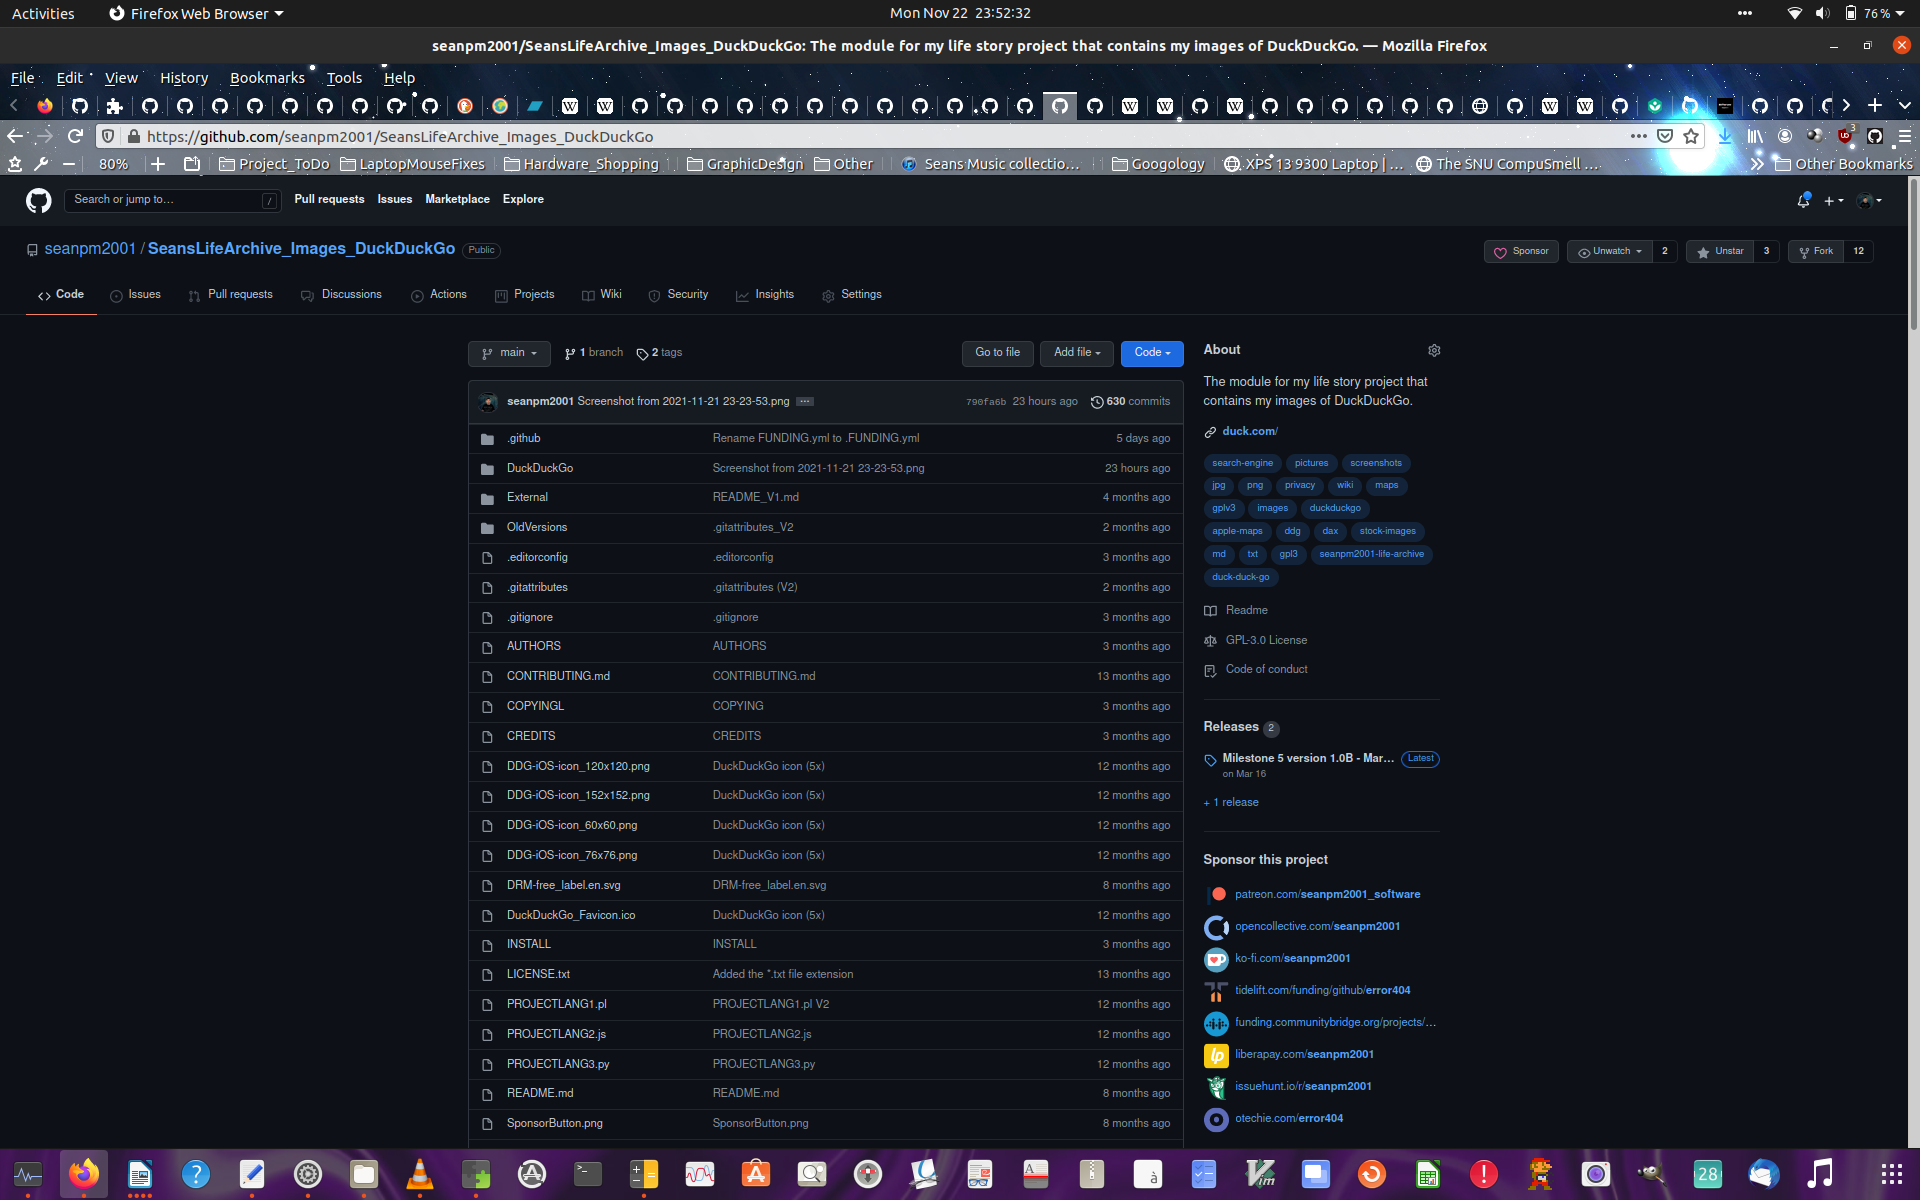 Activities Firefox Web Browser Mon Nov 22 23:52:32 76%
seanpm2001/SeansLifeArchive_Images_DuckDuckGo: The module for my life story project that contains my images of DuckDuckGo. — Mozilla Firefox
File Edit View History Bookmarks Tools Help
https://github.com/seanpm2001/SeansLifeArchive_Images_DuckDuckGo 3
80% Project_ToDo LaptopMouseFixes Hardware_Shopping GraphicDesign Other Seans Music collectio... Googology XPS 13 9300 Laptop | ... The SNU CompuSmell ... Other Bookmarks
Search or jump to... / Pull requests Issues Marketplace Explore
seanpm2001 / SeansLifeArchive_Images_DuckDuckGo Public Sponsor Unwatch 2 Unstar 3 Fork 12
Code Issues Pull requests Discussions Actions Projects Wiki Security Insights Settings
main 1 branch 2 tags Go to file Add file Code
seanpm2001 Screenshot from 2021-11-21 23-23-53.png ... 790fa6b 23 hours ago 630 commits
.github Rename FUNDING.yml to .FUNDING.yml 5 days ago
DuckDuckGo Screenshot from 2021-11-21 23-23-53.png 23 hours ago
External README_V1.md 4 months ago
OldVersions .gitattributes_V2 2 months ago
.editorconfig .editorconfig 3 months ago
.gitattributes .gitattributes (V2) 2 months ago
.gitignore .gitignore 3 months ago
AUTHORS AUTHORS 3 months ago
CONTRIBUTING.md CONTRIBUTING.md 13 months ago
COPYINGL COPYING 3 months ago
CREDITS CREDITS 3 months ago
DDG-iOS-icon_120x120.png DuckDuckGo icon (5x) 12 months ago
DDG-iOS-icon_152x152.png DuckDuckGo icon (5x) 12 months ago
DDG-iOS-icon_60x60.png DuckDuckGo icon (5x) 12 months ago
DDG-iOS-icon_76x76.png DuckDuckGo icon (5x) 12 months ago
DRM-free_label.en.svg DRM-free_label.en.svg 8 months ago
DuckDuckGo_Favicon.ico DuckDuckGo icon (5x) 12 months ago
INSTALL INSTALL 3 months ago
LICENSE.txt Added the *.txt file extension 13 months ago
PROJECTLANG1.pl PROJECTLANG1.pl V2 12 months ago
PROJECTLANG2.js PROJECTLANG2.js 12 months ago
PROJECTLANG3.py PROJECTLANG3.py 12 months ago
README.md README.md 8 months ago
SponsorButton.png SponsorButton.png 8 months ago
About
The module for my life story project that
contains my images of DuckDuckGo.
duck.com/
search-engine pictures screenshots
jpg png privacy wiki maps
gplv3 images duckduckgo
apple-maps ddg dax stock-images
md txt gpl3 seanpm2001-life-archive
duck-duck-go
Readme
GPL-3.0 License
Code of conduct
Releases 2
Milestone 5 version 1.0B - Mar... Latest
on Mar 16
+ 1 release
Sponsor this project
patreon.com/seanpm2001_software
opencollective.com/seanpm2001
ko-fi.com/seanpm2001
tidelift.com/funding/github/error404
funding.communitybridge.org/projects/...
liberapay.com/seanpm2001
issuehunt.io/r/seanpm2001
otechie.com/error404
28